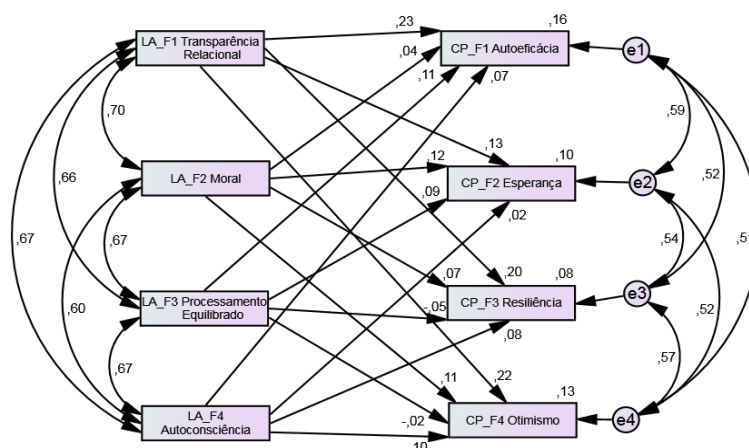 ,23
,16
LA_F1 Transparência
Relacional
CP_F1 Autoeficácia
e1
,04
,11
,07
,70
,59
,13
,10
,12
LA_F2 Moral
CP_F2 Esperança
e2
,66
,09
,02
,52
,67
,67
,54
,51
,60
,07
,20
,08
LA_F3 Processamento
Equilibrado
-,05
CP_F3 Resiliência
e3
,08
,52
,67
,57
,11
,22
,13
LA_F4
Autoconsciência
-,02
CP_F4 Otimismo
e4